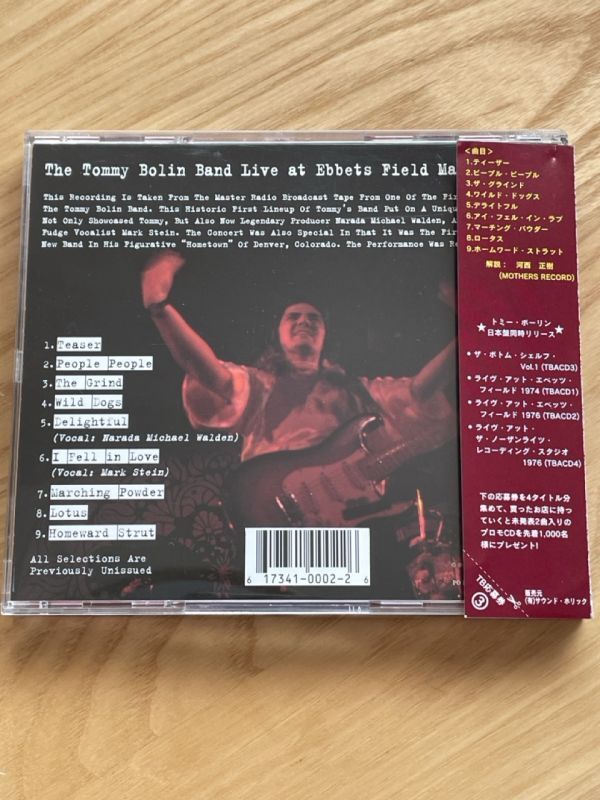 The Tommy Bolin Band Live at Ebbets Field Ma
This Recording Is Taken From The Master Radio Broadcast Tape From One Of The Fir
The Tommy Bolin Band. This Historic First Lineup Of Tommy's Band Put On A Uniqu
Not Only Showcased Tommy, But Also Now Legendary Producer Narada Michael Walden, A
Fudge Vocalist Mark Stein. The Concert Was Also Special In That It Was The Fir
New Band In His Figurative "Hometown" Of Denver, Colorado. The Performance Was Re
1. Teaser
2. People People
3. The Grind
4. Wild Dogs
5. Delightful
(Vocal: Narada Michael Walden)
6. I Fell in Love
(Vocal: Mark Stein)
7. Marching Powder
8. Lotus
9. Homeward Strut
All Selections Are
Previously Unissued
6 17341-0002-2 6
<曲目>
1.ティーザー
2.ピープル・ピープル
3.ザ・グラインド
4.ワイルド・ドッグス
5.デライトフル
6.アイ・フェル・イン・ラブ
7.マーチング・パウダー
8.ロータス
9.ホームワード・ストラット
解説: 河西 正樹
(MOTHERS RECORD)
トミー・ボーリン
★日本盤同時リリース★
●ザ・ボトム・シェルフ
Vol.1 (TBACD3)
●ライヴ・アット・エベッツ・
フィールド 1974 (TBACD1)
●ライヴ・アット・エベッツ・
フィールド 1976 (TBACD2)
●ライヴ・アット・
ザ・ノーザンライツ・
レコーディング・スタジオ
1976 (TBACD4)
下の応募券を4タイトル分
集めて、買ったお店に持っ
ていくと未発表2曲入りの
プロモCDを先着1,000名
様にプレゼント!
TB応募券
③
販売元
(有)サウンド・ホリック